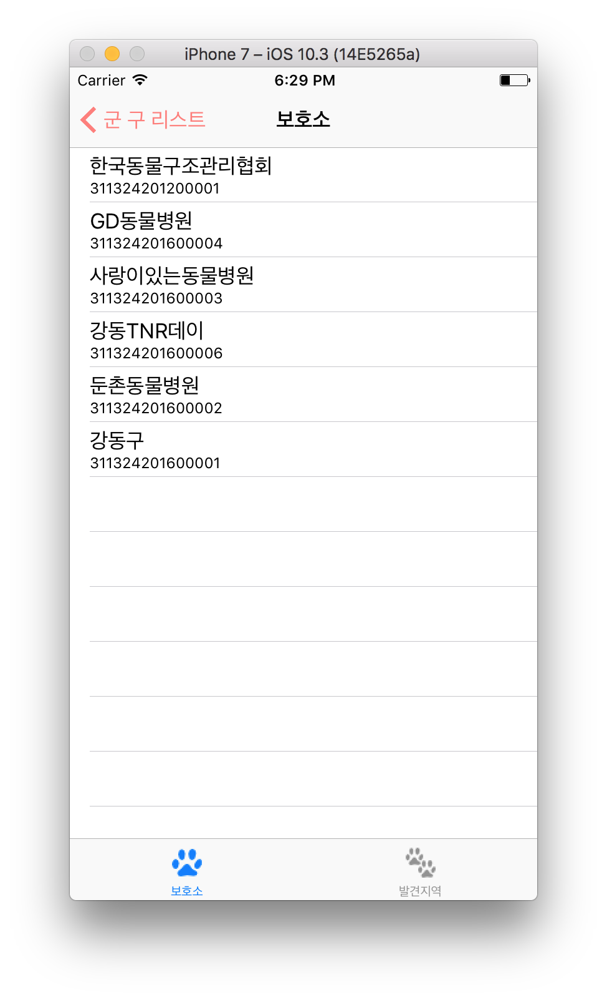 iPhone 7 – iOS 10.3 (14E5265a)
Carrier 6:29 PM
군 구 리스트 보호소
한국동물구조관리협회
311324201200001
GD동물병원
311324201600004
사랑이있는동물병원
311324201600003
강동TNR데이
311324201600006
둔촌동물병원
311324201600002
강동구
311324201600001
보호소 발견지역